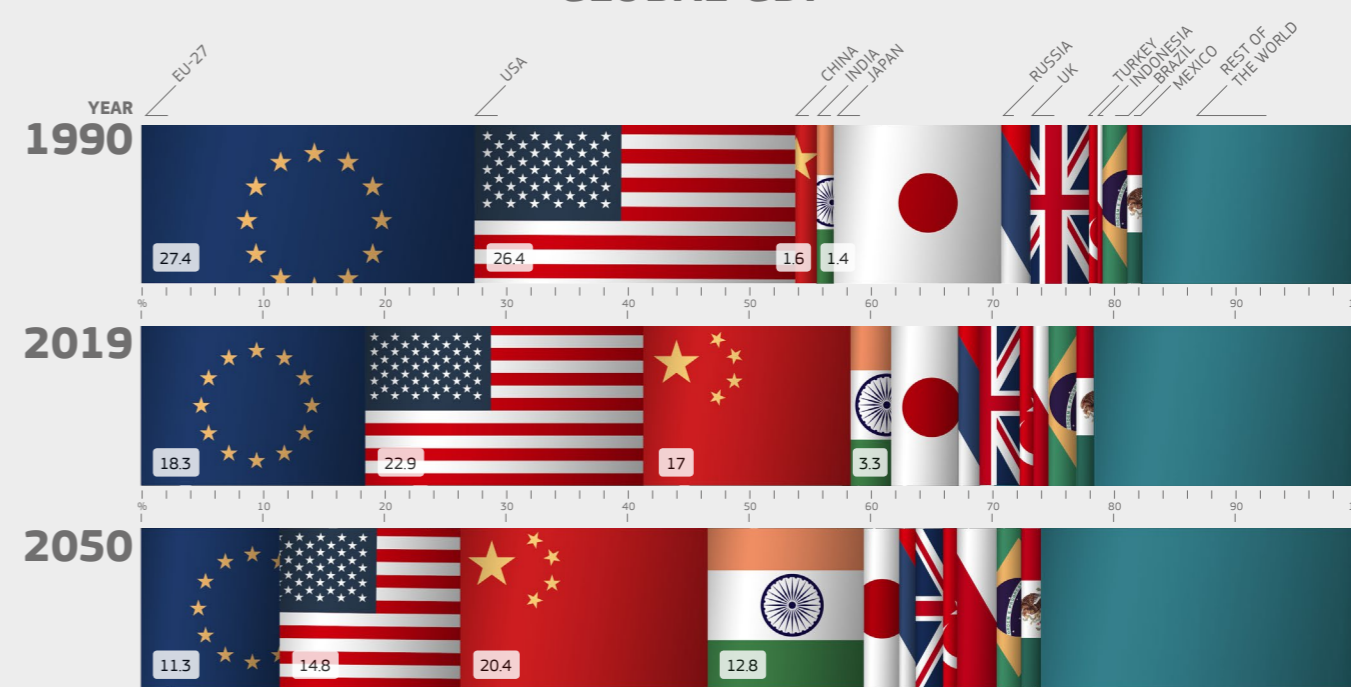 EU-27
USA
CHINA
INDIA
JAPAN
RUSSIA
UK
TURKEY
INDONESIA
BRAZIL
MEXICO
REST OF
THE WORLD
YEAR
1990
27.4
26.4
1.6
1.4
% 10 20 30 40 50 60 70 80 90
2019
18.3
22.9
17
3.3
% 10 20 30 40 50 60 70 80 90
2050
11.3
14.8
20.4
12.8